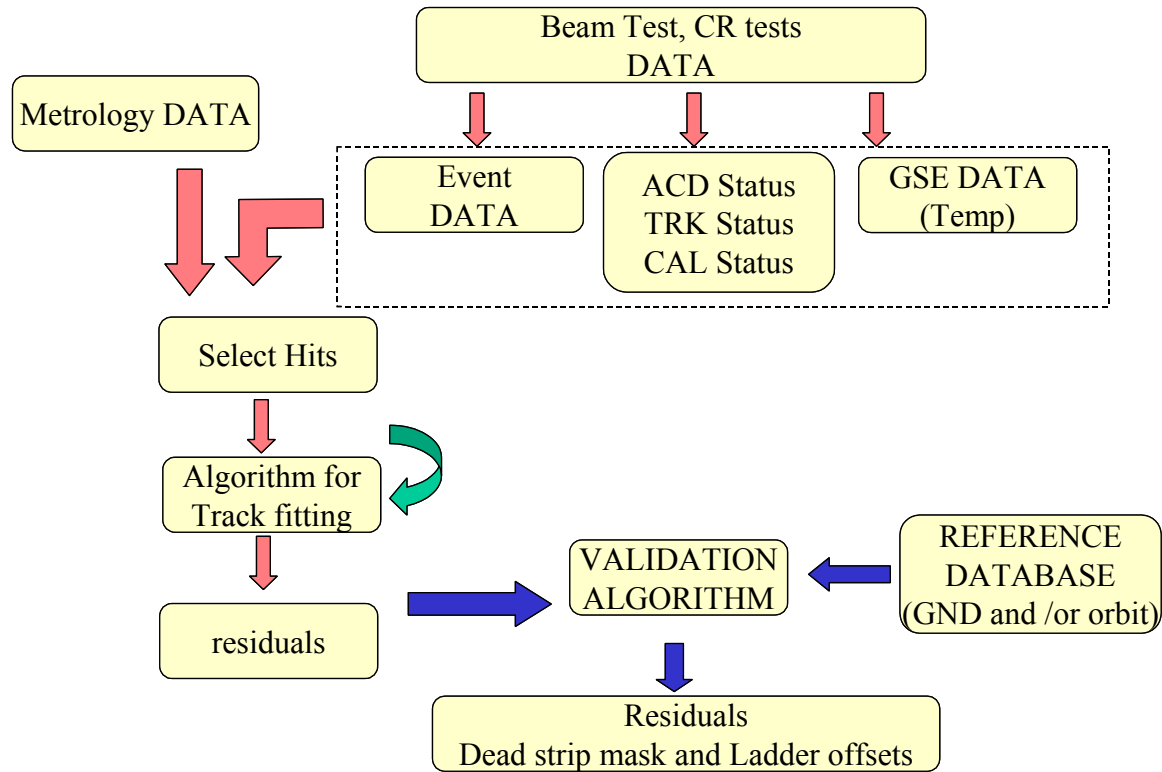 Beam Test, CR tests
DATA
Metrology DATA
Event
DATA
ACD Status
TRK Status
CAL Status
GSE DATA
(Temp)
Select Hits
Algorithm for
Track fitting
residuals
VALIDATION
ALGORITHM
REFERENCE
DATABASE
(GND and /or orbit)
Residuals
Dead strip mask and Ladder offsets